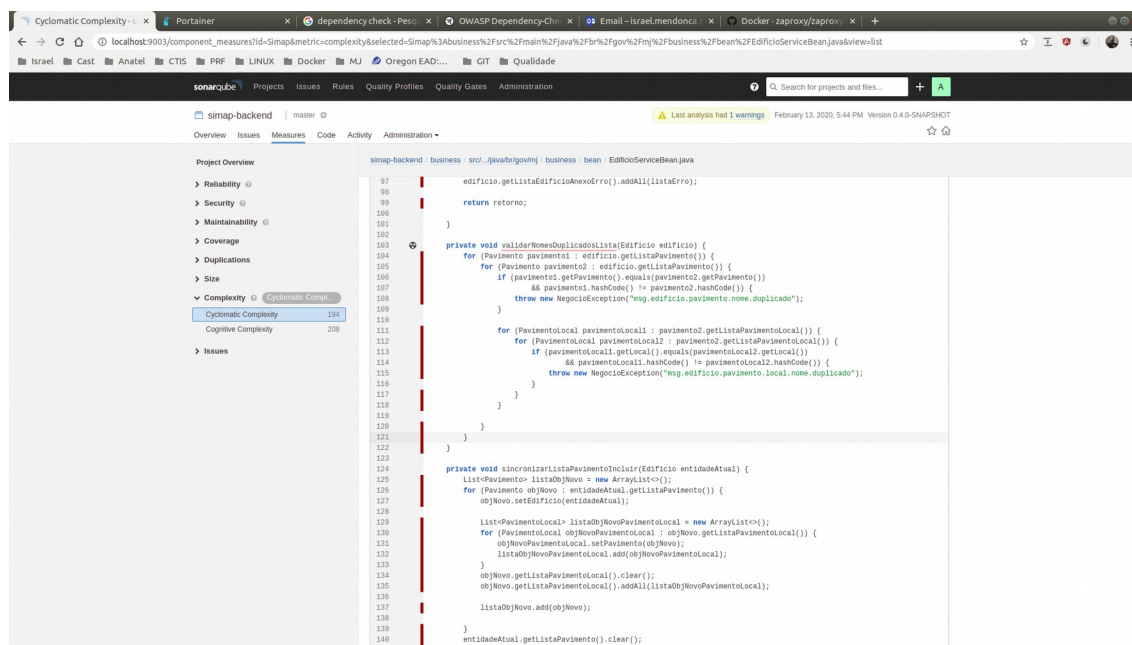 Cyclomatic Complexity - s
Portainer
dependency check - Pesq
OWASP Dependency-Che
Email – israel.mendonca.
Docker - zaproxy/zaproxy
localhost:9003/component_measures?id=Simap&metric=complexity&selected=Simap%3Abusiness%2Fsrc%2Fmain%2Fjava%2Fbr%2Fgov%2Fmj%2Fbusiness%2Fbean%2FEdificioServiceBean.java&view=list
Israel Cast Anatel CTIS PRF LINUX Docker MJ Oregon EAD:... GIT Qualidade
sonarqube Projects Issues Rules Quality Profiles Quality Gates Administration Search for projects and files... + A
simap-backend master Last analysis had 1 warnings February 13, 2020, 5:44 PM Version 0.4.0-SNAPSHOT
Overview Issues Measures Code Activity Administration
Project Overview
Reliability
Security
Maintainability
Coverage
Duplications
Size
Complexity Cyclomatic Compl...
Cyclomatic Complexity 194
Cognitive Complexity 208
Issues
simap-backend / business / src/.../java/br/gov/mj / business / bean / EdificioServiceBean.java
97 edificio.getListaEdificioAnexoErro().addAll(listaErro);
98
99 return retorno;
100
101 }
102
103 private void validarNomesDuplicadosLista(Edificio edificio) {
104 for (Pavimento pavimento1 : edificio.getListaPavimento()) {
105 for (Pavimento pavimento2 : edificio.getListaPavimento()) {
106 if (pavimento1.getPavimento().equals(pavimento2.getPavimento())
107 && pavimento1.hashCode() != pavimento2.hashCode()) {
108 throw new NegocioException("msg.edificio.pavimento.nome.duplicado");
109 }
110
111 for (PavimentoLocal pavimentoLocal1 : pavimento2.getListaPavimentoLocal()) {
112 for (PavimentoLocal pavimentoLocal2 : pavimento2.getListaPavimentoLocal()) {
113 if (pavimentoLocal1.getLocal().equals(pavimentoLocal2.getLocal())
114 && pavimentoLocal1.hashCode() != pavimentoLocal2.hashCode()) {
115 throw new NegocioException("msg.edificio.pavimento.local.nome.duplicado");
116 }
117 }
118 }
119
120 }
121 }
122 }
123
124 private void sincronizarListaPavimentoIncluir(Edificio entidadeAtual) {
125 List<Pavimento> listaObjNovo = new ArrayList<>();
126 for (Pavimento objNovo : entidadeAtual.getListaPavimento()) {
127 objNovo.setEdificio(entidadeAtual);
128
129 List<PavimentoLocal> listaObjNovoPavimentoLocal = new ArrayList<>();
130 for (PavimentoLocal objNovoPavimentoLocal : objNovo.getListaPavimentoLocal()) {
131 objNovoPavimentoLocal.setPavimento(objNovo);
132 listaObjNovoPavimentoLocal.add(objNovoPavimentoLocal);
133 }
134 objNovo.getListaPavimentoLocal().clear();
135 objNovo.getListaPavimentoLocal().addAll(listaObjNovoPavimentoLocal);
136
137 listaObjNovo.add(objNovo);
138
139 }
140 entidadeAtual.getListaPavimento().clear();